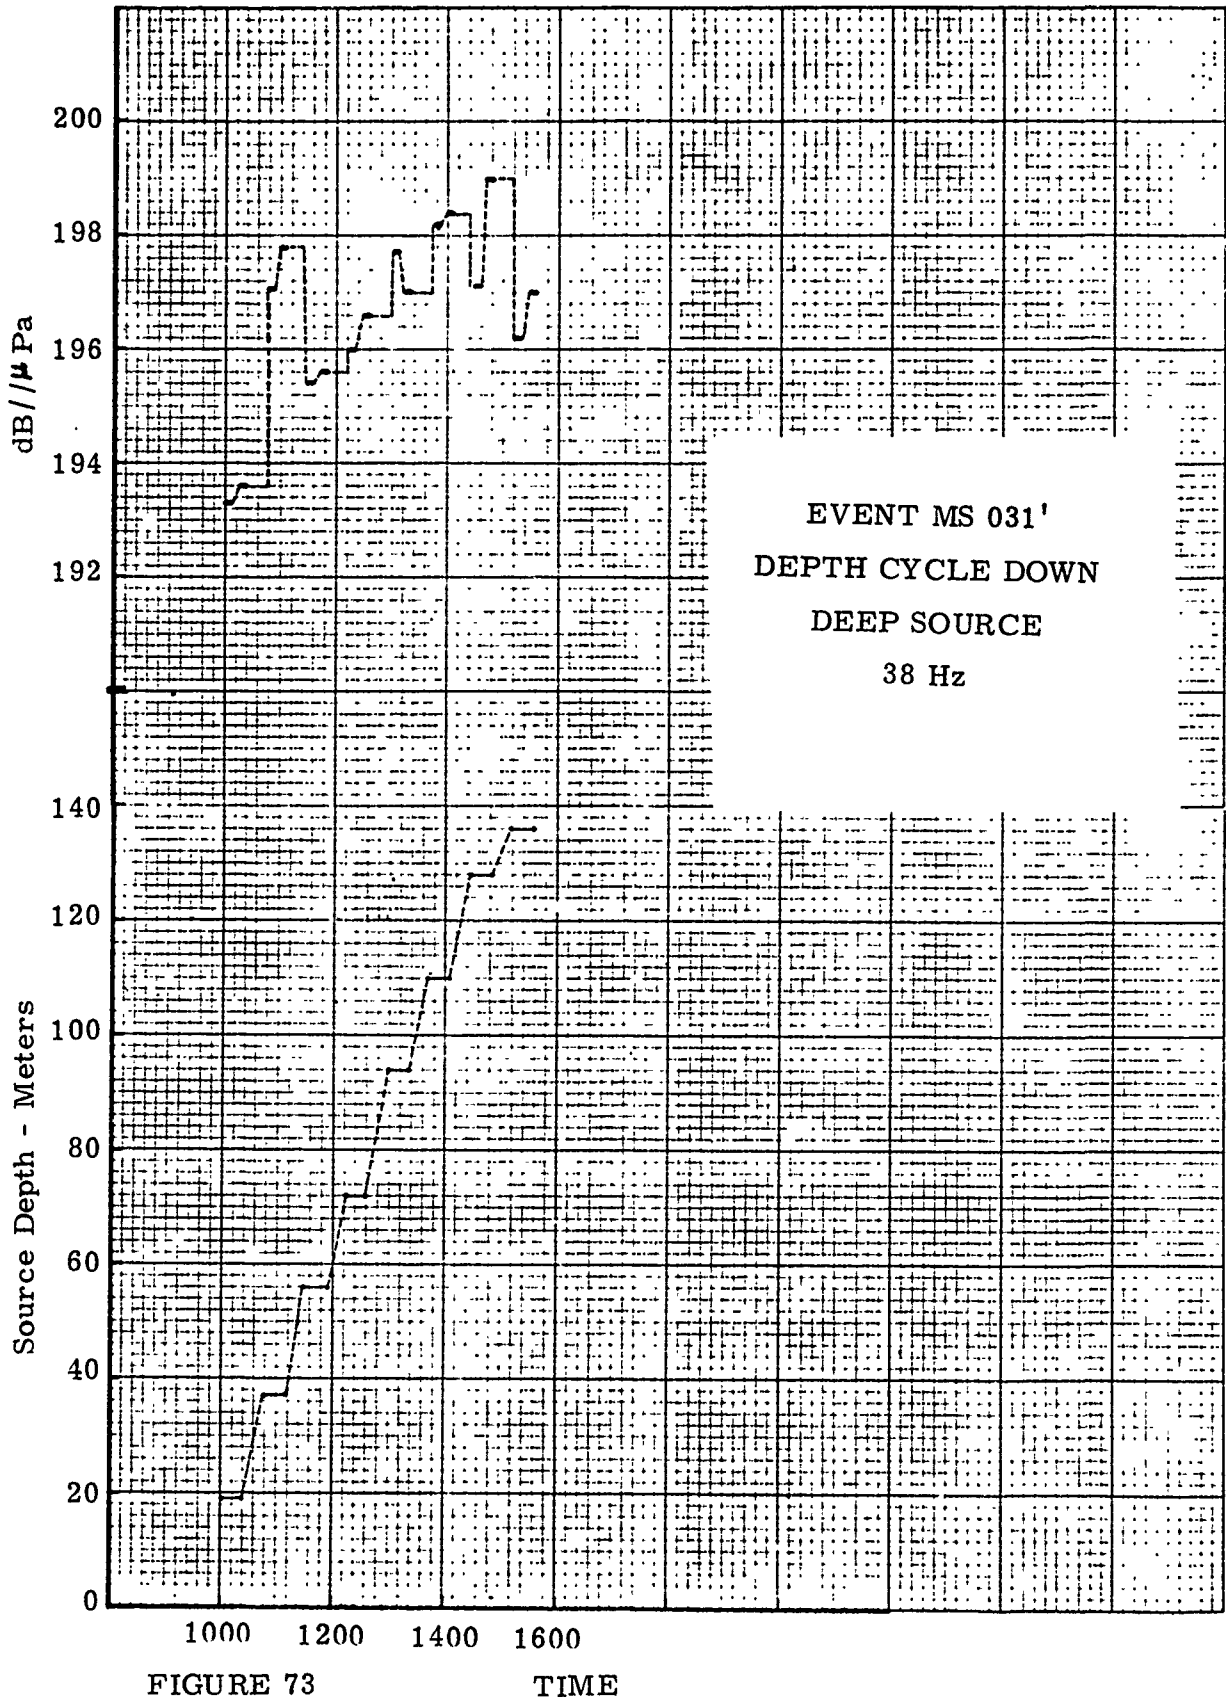 200
198
196
194
192
dB//μ Pa
EVENT MS 031'
DEPTH CYCLE DOWN
DEEP SOURCE
38 Hz
140
120
100
80
60
40
20
0
Source Depth - Meters
1000 1200 1400 1600
FIGURE 73 TIME